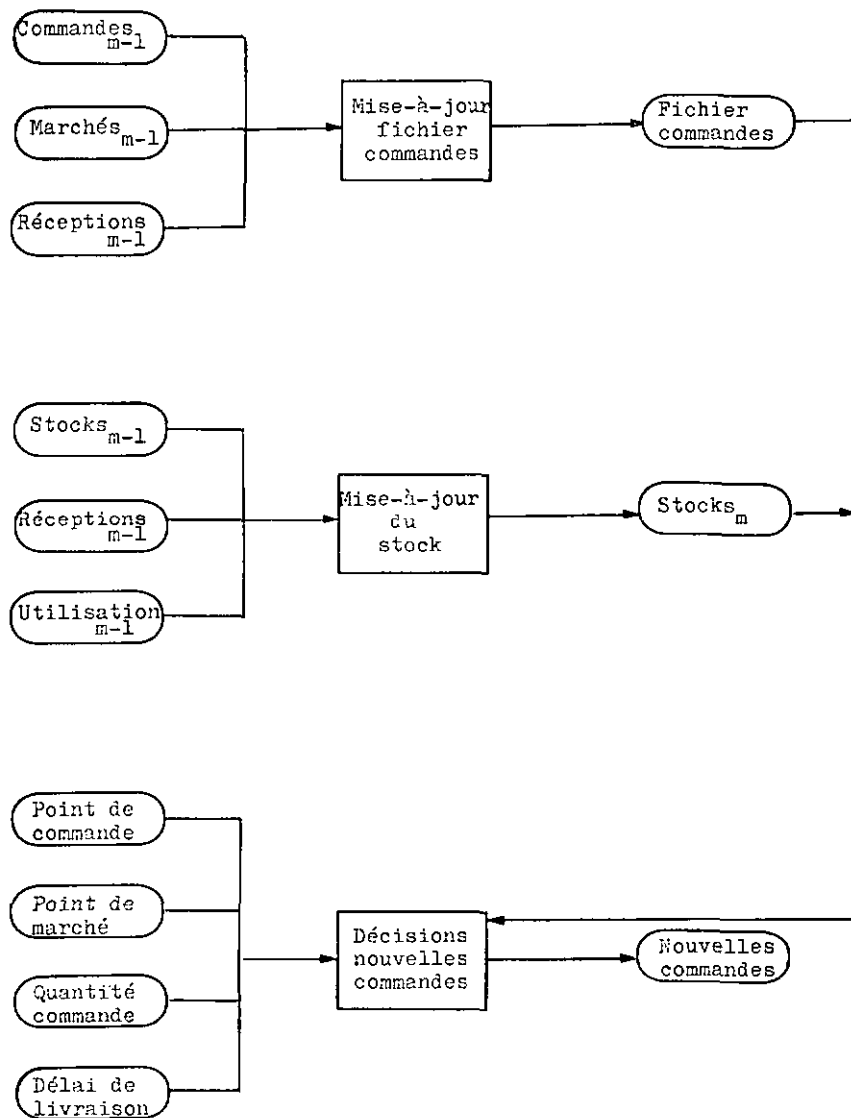 Commandes
m-1
Mise-à-jour
fichier
commandes
Fichier
commandes
Marchés m-1
Réceptions
m-1
Stocks m-1
Mise-à-jour
du
stock
Stocks m
Réceptions
m-1
Utilisation
m-1
Point de
commande
Point de
marché
Décisions
nouvelles
commandes
Nouvelles
commandes
Quantité
commande
Délai de
livraison